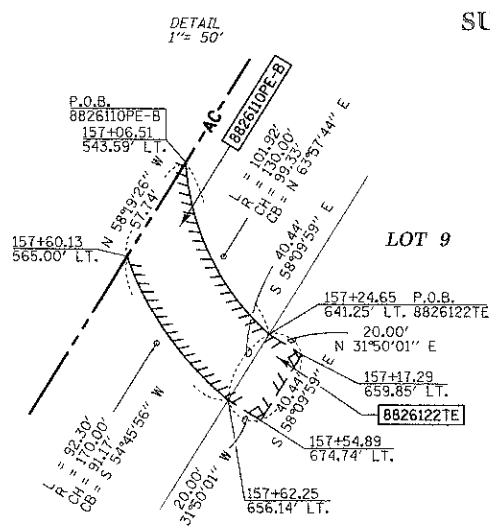 SU
DETAIL
1"= 50'
P.O.B.
8826110PE-B
157+06.51
543.59' LT.
AC
8826110PE-B
N 58°19'26" W
57.74'
L = 101.92'
R = 130.00'
CH = 99.33'
CB = N 63°57'44" E
157+60.13
565.00' LT.
40.44'
S 58°09'59" E
LOT 9
157+24.65 P.O.B.
641.25' LT. 8826122TE
20.00'
N 31°50'01" E
157+17.29
659.85' LT.
8826122TE
40.44'
S 58°09'59" E
157+54.89
674.74' LT.
L = 92.30'
R = 170.00'
CH = 91.17'
CB = S 54°45'56" W
20.00'
31°50'01" W
157+62.25
656.14' LT.